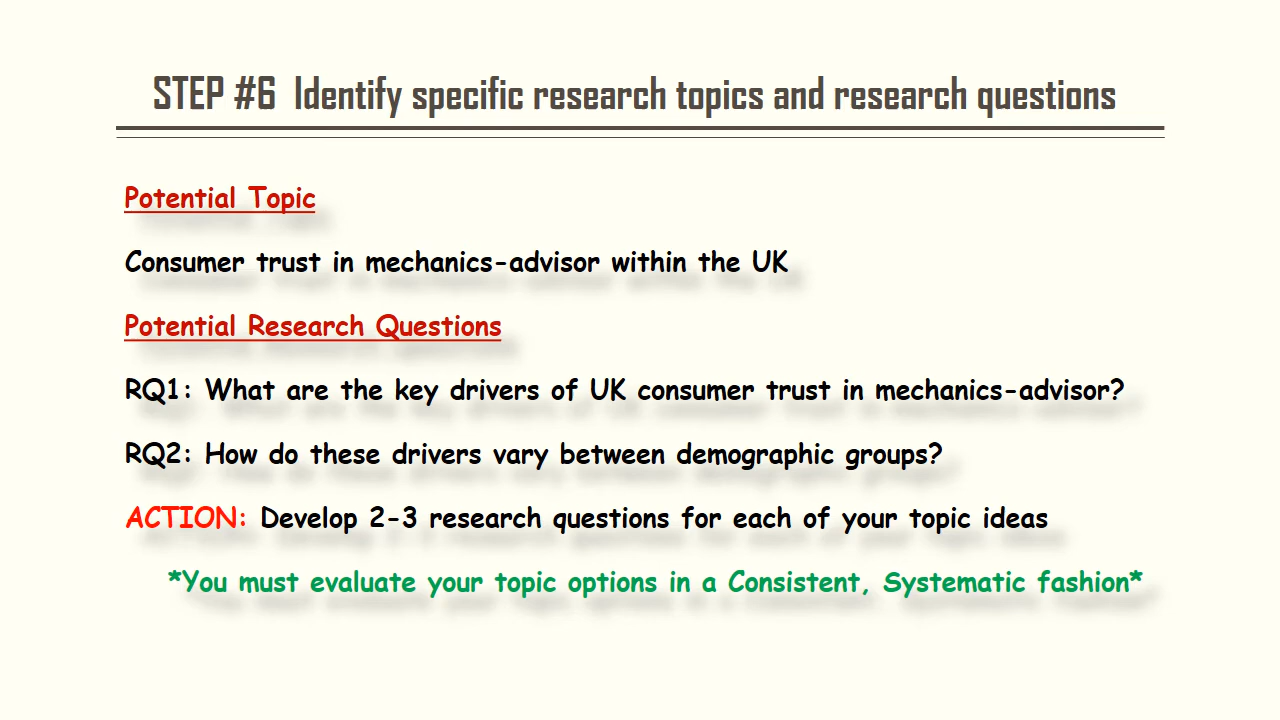 STEP #6 Identify specific research topics and research questions
Potential Topic
Consumer trust in mechanics-advisor within the UK
Potential Research Questions
RQ1: What are the key drivers of UK consumer trust in mechanics-advisor?
RQ2: How do these drivers vary between demographic groups?
ACTION: Develop 2-3 research questions for each of your topic ideas
*You must evaluate your topic options in a Consistent, Systematic fashion*